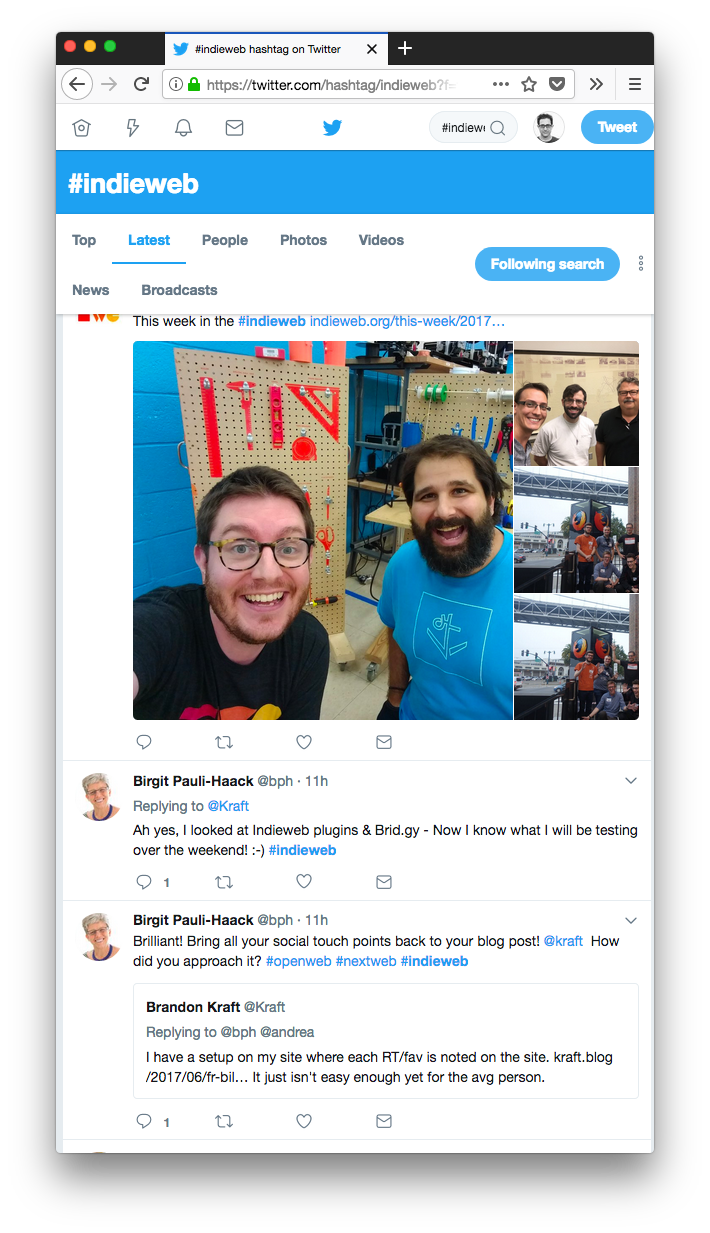 #indieweb hashtag on Twitter
https://twitter.com/hashtag/indieweb?f=
#indiewe
Tweet
#indieweb
Top Latest People Photos Videos
Following search
News Broadcasts
This week in the #indieweb indieweb.org/this-week/2017…
Birgit Pauli-Haack @bph · 11h
Replying to @Kraft
Ah yes, I looked at Indieweb plugins & Brid.gy - Now I know what I will be testing
over the weekend! :-) #indieweb
1
Birgit Pauli-Haack @bph · 11h
Brilliant! Bring all your social touch points back to your blog post! @kraft How
did you approach it? #openweb #nextweb #indieweb
Brandon Kraft @Kraft
Replying to @bph @andrea
I have a setup on my site where each RT/fav is noted on the site. kraft.blog
/2017/06/fr-bil… It just isn't easy enough yet for the avg person.
1